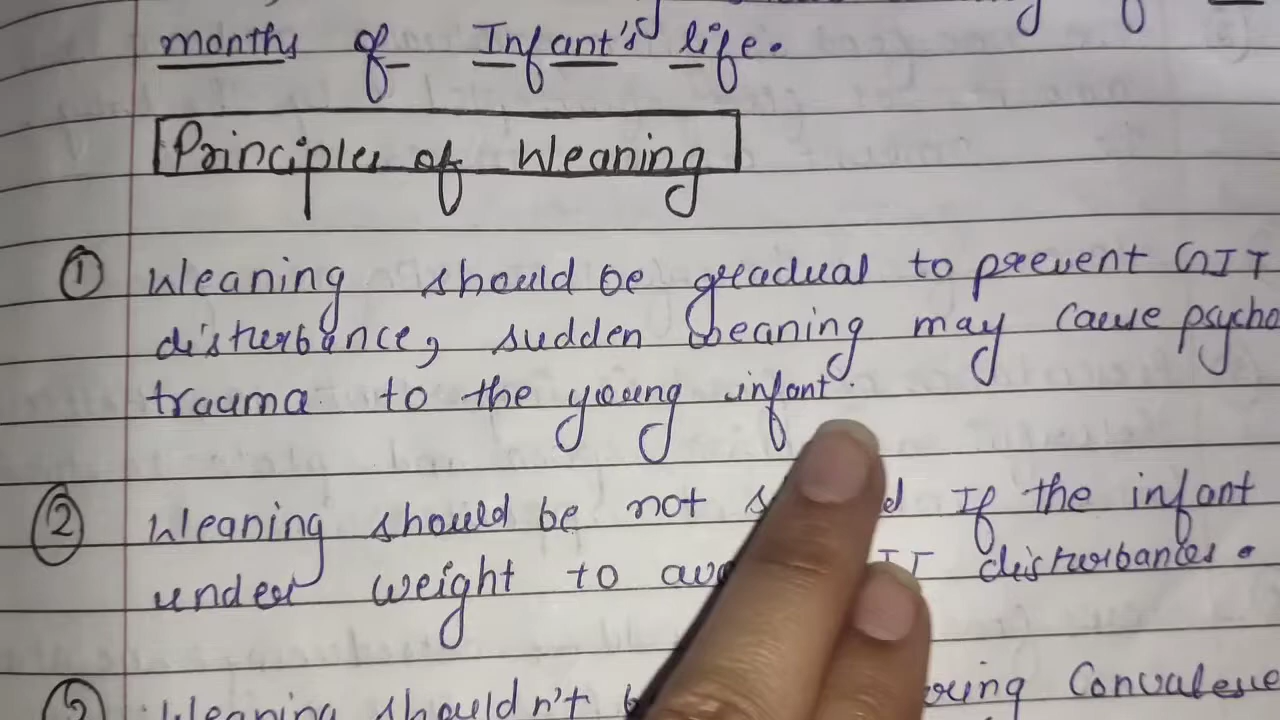 months of Infant's life.
Principles of Weaning
① Weaning should be gradual to prevent GIT
disturbance, sudden weaning may cause psycho
trauma to the young infant.
② Weaning should be not If the infant
under weight to disturbances.
Weaning shouldn't